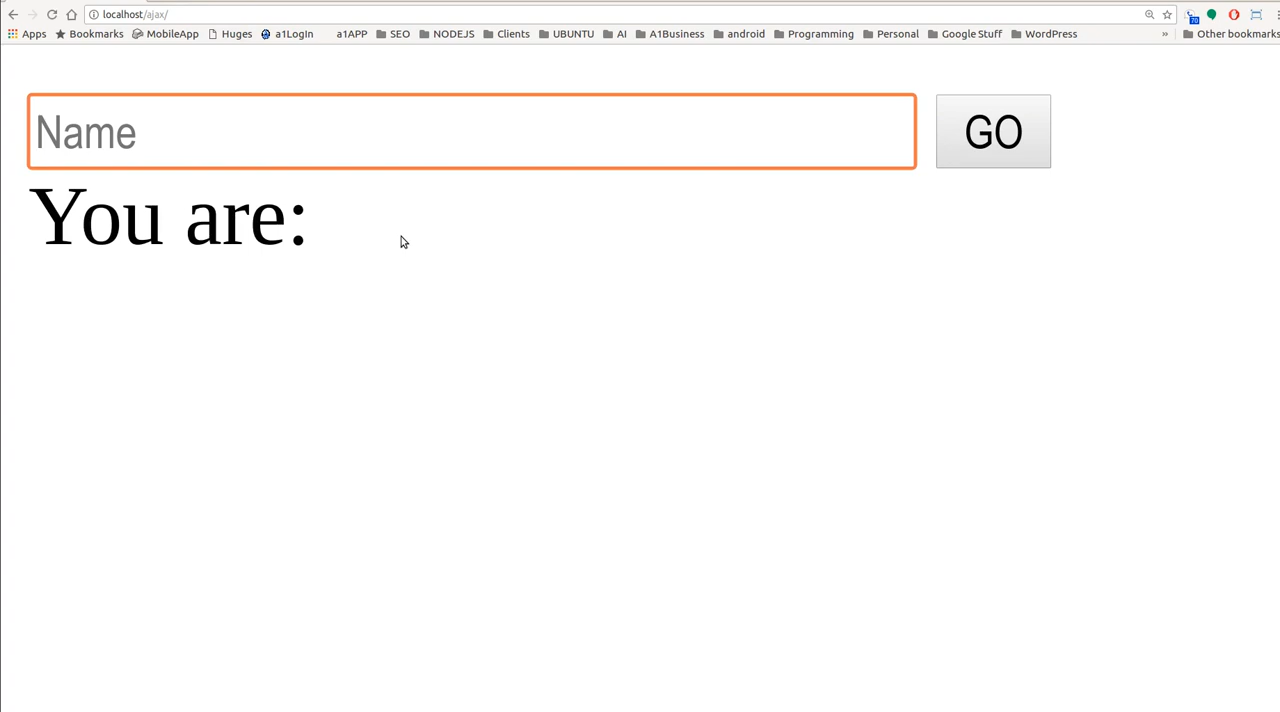 localhost/ajax/
70
Apps Bookmarks MobileApp Huges a1LogIn a1APP SEO NODEJS Clients UBUNTU AI A1Business android Programming Personal Google Stuff WordPress » Other bookmarks
Name GO
You are: